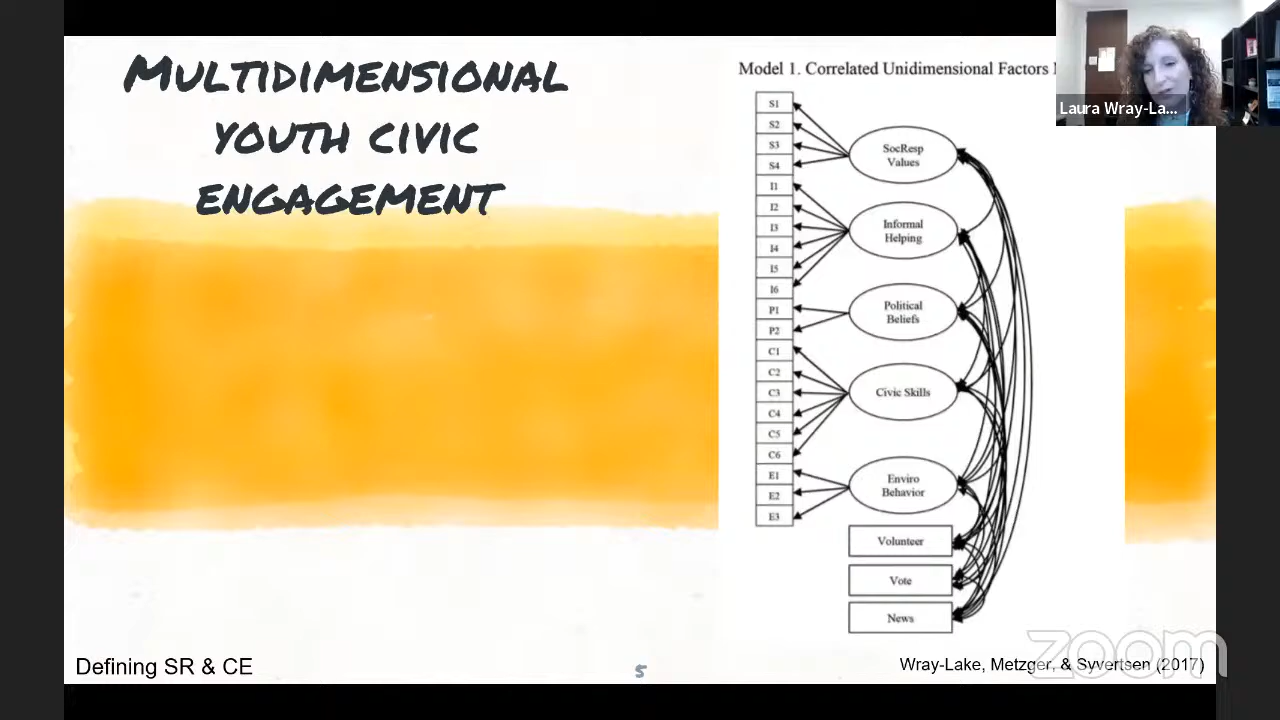 MULTIDIMENSIONAL
YOUTH CIVIC
ENGAGEMENT
Model 1. Correlated Unidimensional Factors
Laura Wray-La...
S1
S2
S3
S4
I1
I2
I3
I4
I5
I6
P1
P2
C1
C2
C3
C4
C5
C6
E1
E2
E3
SocResp
Values
Informal
Helping
Political
Beliefs
Civic Skills
Enviro
Behavior
Volunteer
Vote
News
Defining SR & CE
5
Wray-Lake, Metzger, & Syvertsen (2017)
zoom